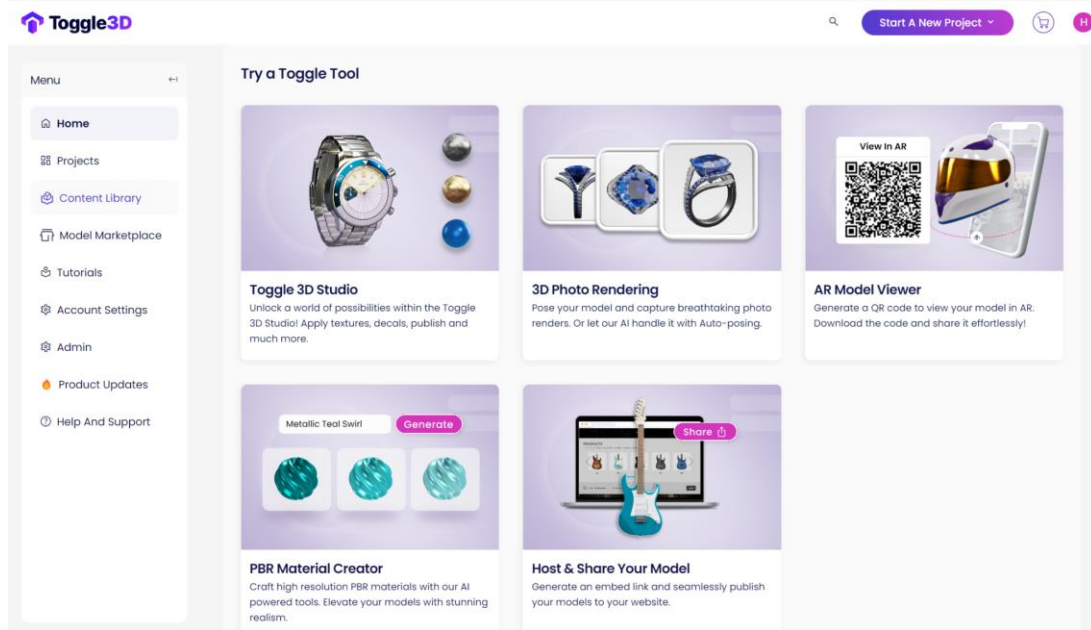 Toggle3D
Start A New Project
H
Menu
Home
Projects
Content Library
Model Marketplace
Tutorials
Account Settings
Admin
Product Updates
Help And Support
Try a Toggle Tool
Toggle 3D Studio
Unlock a world of possibilities within the Toggle
3D Studio! Apply textures, decals, publish and
much more.
3D Photo Rendering
Pose your model and capture breathtaking photo
renders. Or let our AI handle it with Auto-posing.
View In AR
AR Model Viewer
Generate a QR code to view your model in AR.
Download the code and share it effortlessly!
Metallic Teal Swirl
Generate
PBR Material Creator
Craft high resolution PBR materials with our AI
powered tools. Elevate your models with stunning
realism.
PRODUCTS
Share
Host & Share Your Model
Generate an embed link and seamlessly publish
your models to your website.